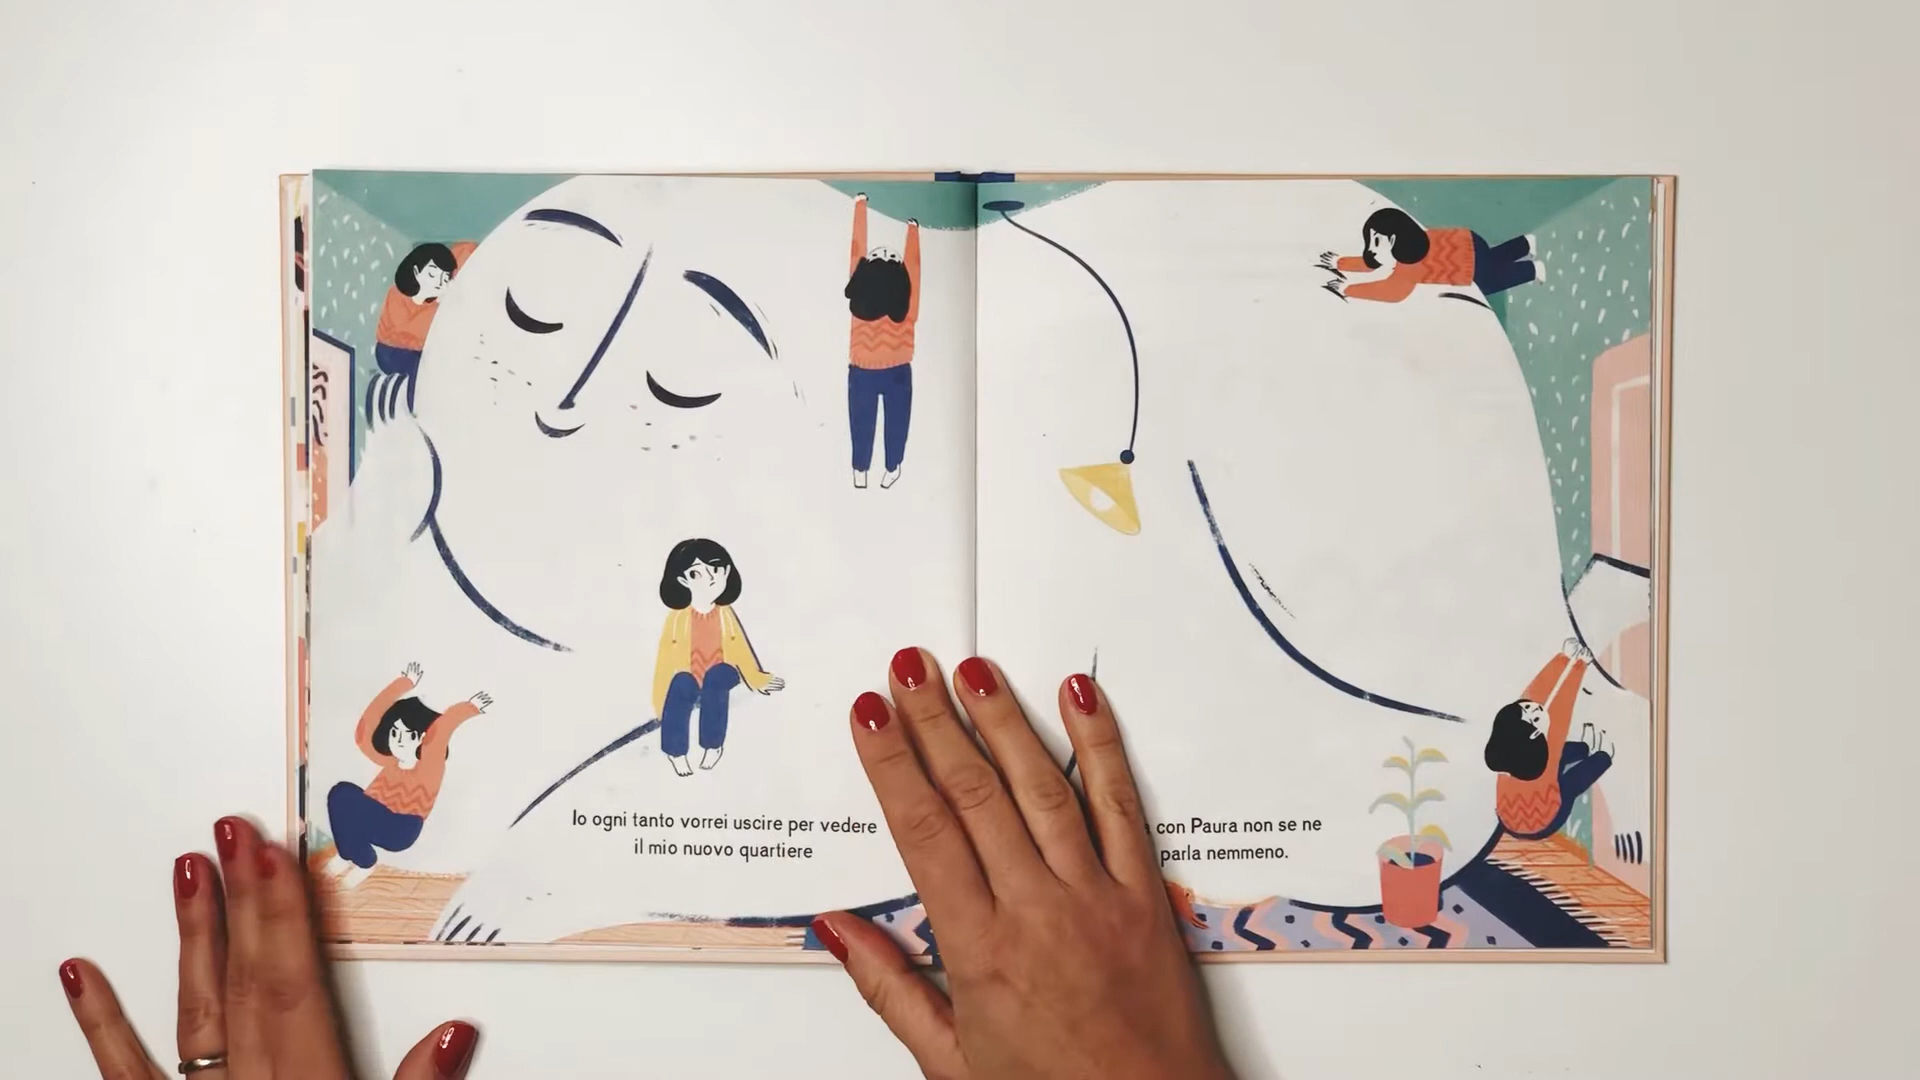 Io ogni tanto vorrei uscire per vedere
il mio nuovo quartiere
con Paura non se ne
parla nemmeno.